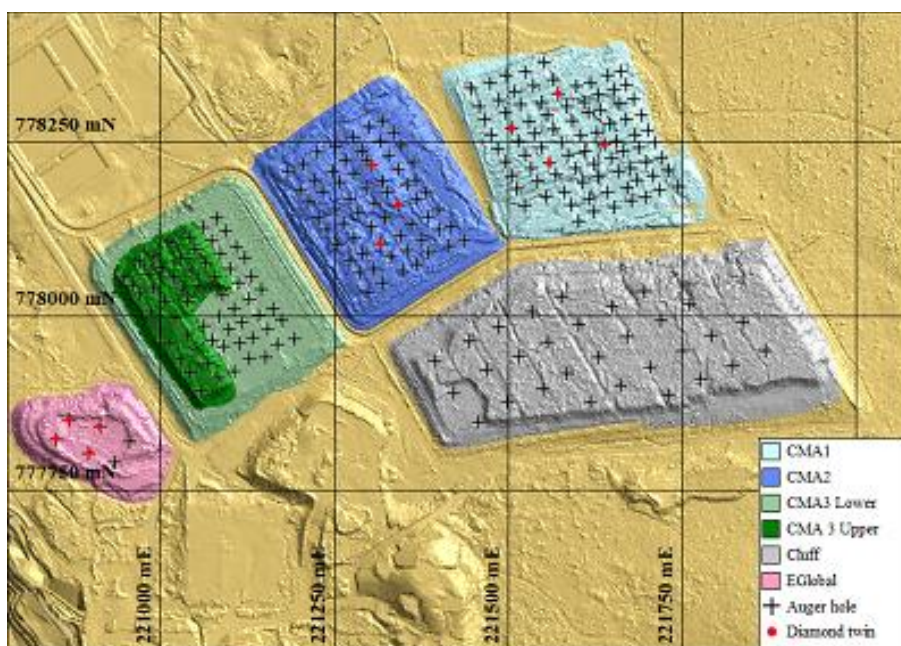 778250 mN
778000 mN
777750 mN
221000 mE
221250 mE
221500 mE
221750 mE
CMA1
CMA2
CMA3 Lower
CMA 3 Upper
Cluff
EGlobal
Auger hole
Diamond twin